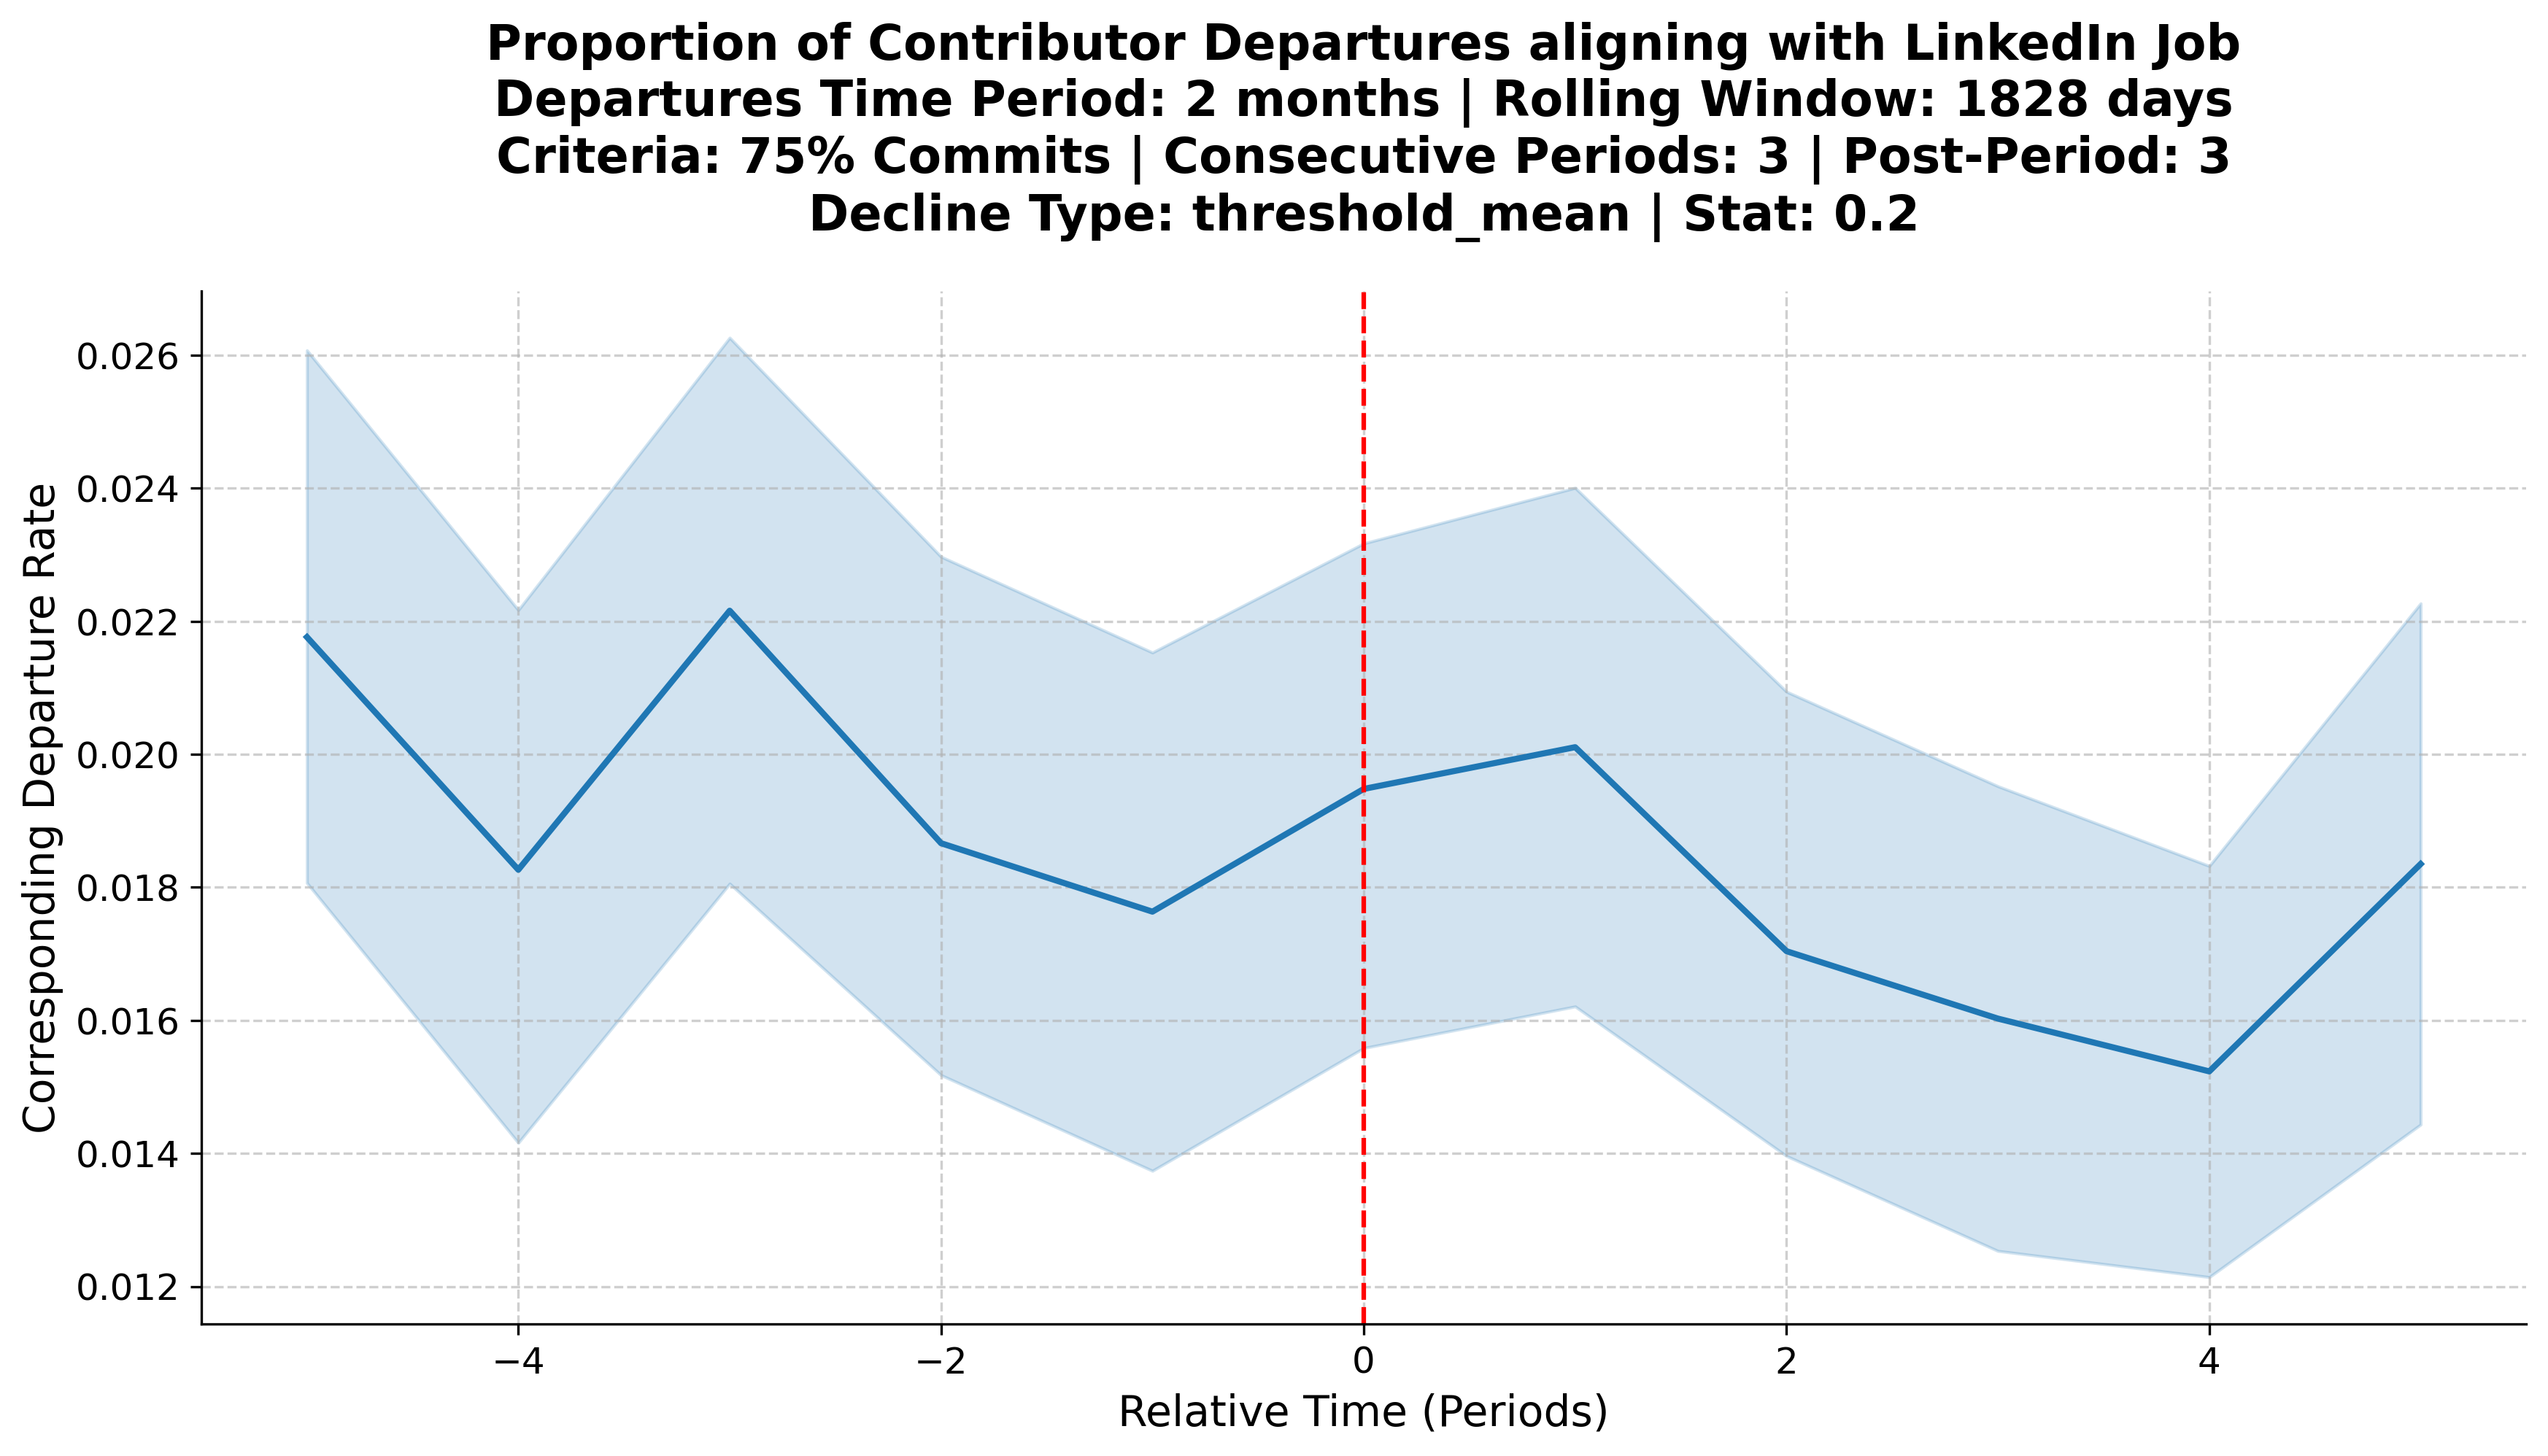 Proportion of Contributor Departures aligning with LinkedIn Job
Departures Time Period: 2 months | Rolling Window: 1828 days
Criteria: 75% Commits | Consecutive Periods: 3 | Post-Period: 3
Decline Type: threshold_mean | Stat: 0.2
Corresponding Departure Rate
0.026
0.024
0.022
0.020
0.018
0.016
0.014
0.012
−4
−2
0
2
4
Relative Time (Periods)